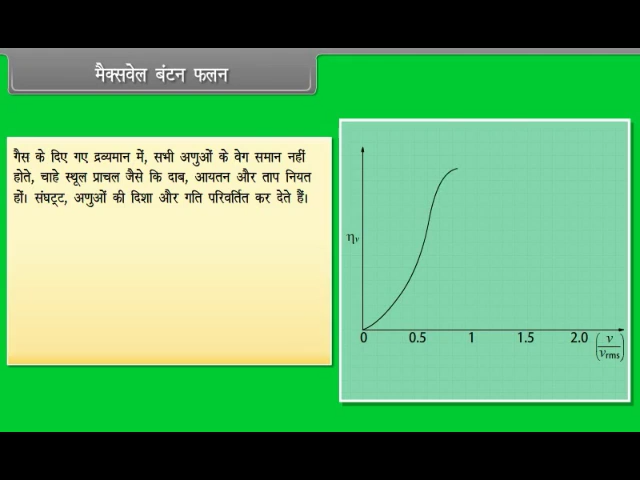 मैक्सवेल बंटन फलन
गैस के दिए गए द्रव्यमान में, सभी अणुओं के वेग समान नहीं
होते, चाहे स्थूल प्राचल जैसे कि दाब, आयतन और ताप नियत
हों। संघट्ट, अणुओं की दिशा और गति परिवर्तित कर देते हैं।
ηv
0 0.5 1 1.5 2.0 (v/vrms)